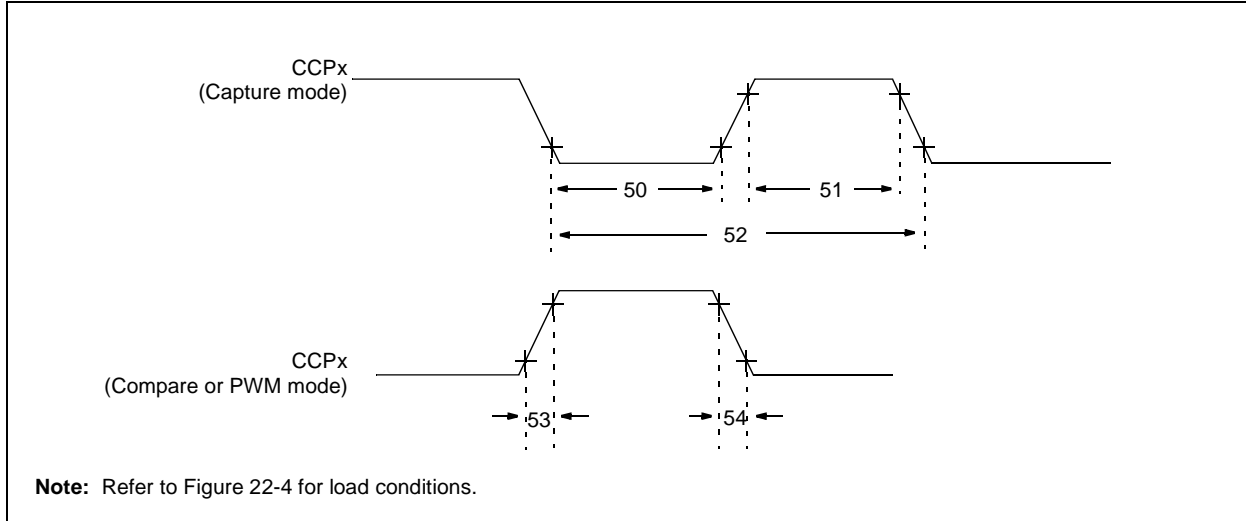 CCPx
(Capture mode)
50
51
52
CCPx
(Compare or PWM mode)
53
54
Note: Refer to Figure 22-4 for load conditions.